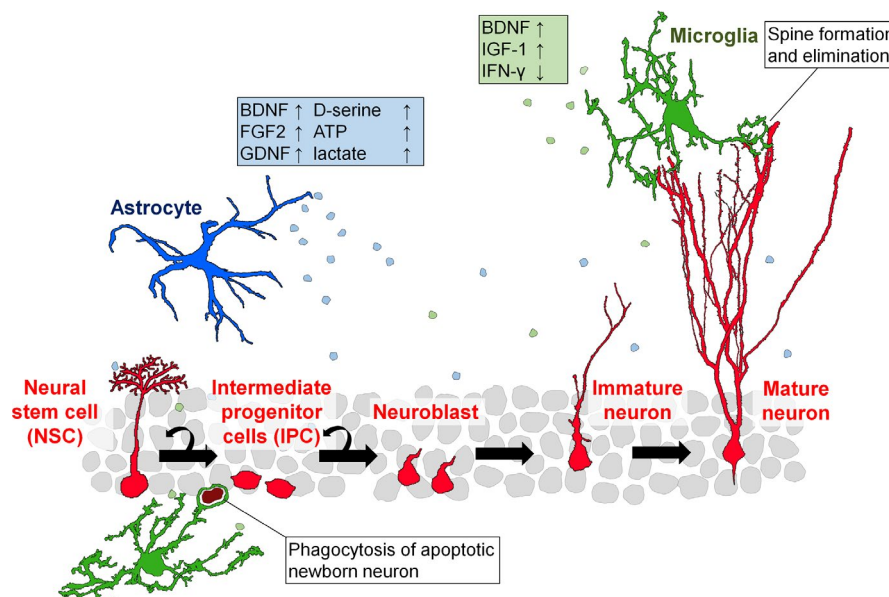 BDNF ↑
IGF-1 ↑
IFN-γ ↓
Microglia
Spine formation
and elimination
BDNF ↑ D-serine ↑
FGF2 ↑ ATP ↑
GDNF ↑ lactate ↑
Astrocyte
Neural
stem cell
(NSC)
Intermediate
progenitor
cells (IPC)
Neuroblast
Immature
neuron
Mature
neuron
Phagocytosis of apoptotic
newborn neuron